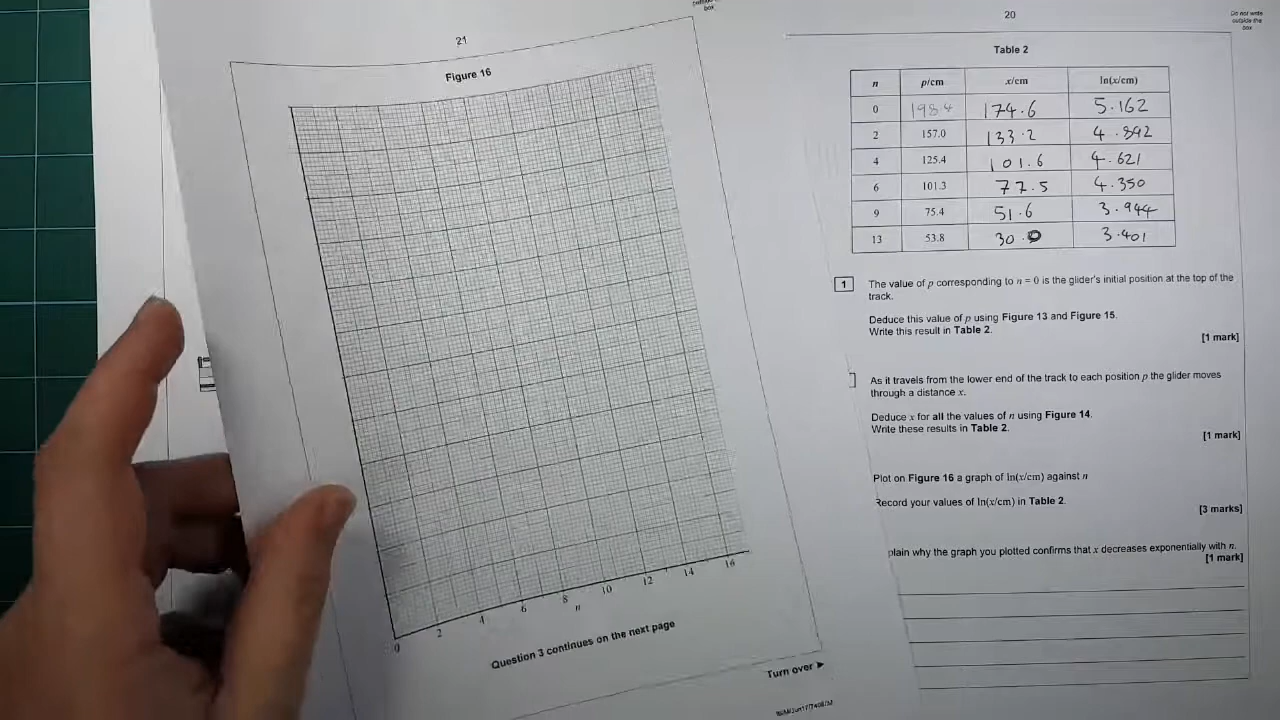 21
Figure 16
0 2 4 6 8 10 12 14 16
n
Question 3 continues on the next page
Turn over ▶
box
20
Do not write
outside the
box
Table 2
n p/cm x/cm ln(x/cm)
0 198.4 174.6 5.162
2 157.0 133.2 4.892
4 125.4 101.6 4.621
6 101.3 77.5 4.350
9 75.4 51.6 3.944
13 53.8 30.0 3.401
1 The value of p corresponding to n = 0 is the glider's initial position at the top of the
track.
Deduce this value of p using Figure 13 and Figure 15.
Write this result in Table 2.
[1 mark]
As it travels from the lower end of the track to each position p the glider moves
through a distance x.
Deduce x for all the values of n using Figure 14.
Write these results in Table 2.
[1 mark]
Plot on Figure 16 a graph of ln(x/cm) against n
Record your values of ln(x/cm) in Table 2.
[3 marks]
plain why the graph you plotted confirms that x decreases exponentially with n.
[1 mark]